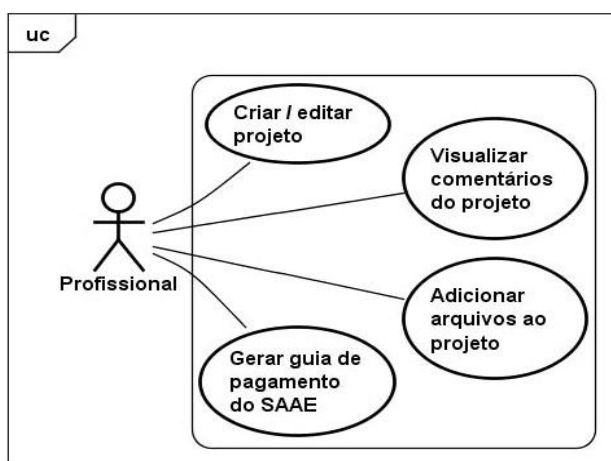 uc
Criar / editar
projeto
Visualizar
comentários
do projeto
Profissional
Adicionar
arquivos ao
projeto
Gerar guia de
pagamento
do SAAE